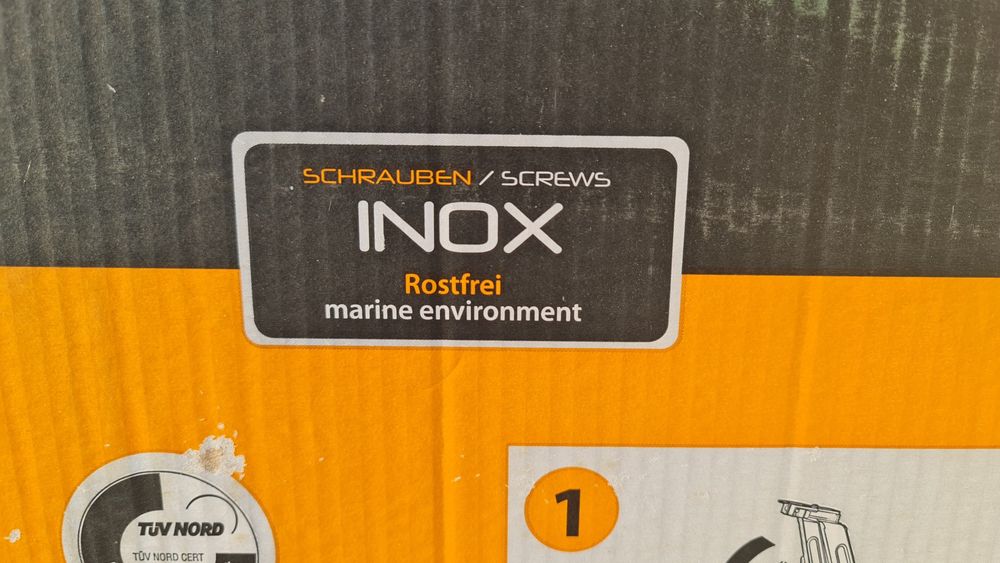 SCHRAUBEN / SCREWS
INOX
Rostfrei
marine environment
TÜV NORD
TÜV NORD CERT
1